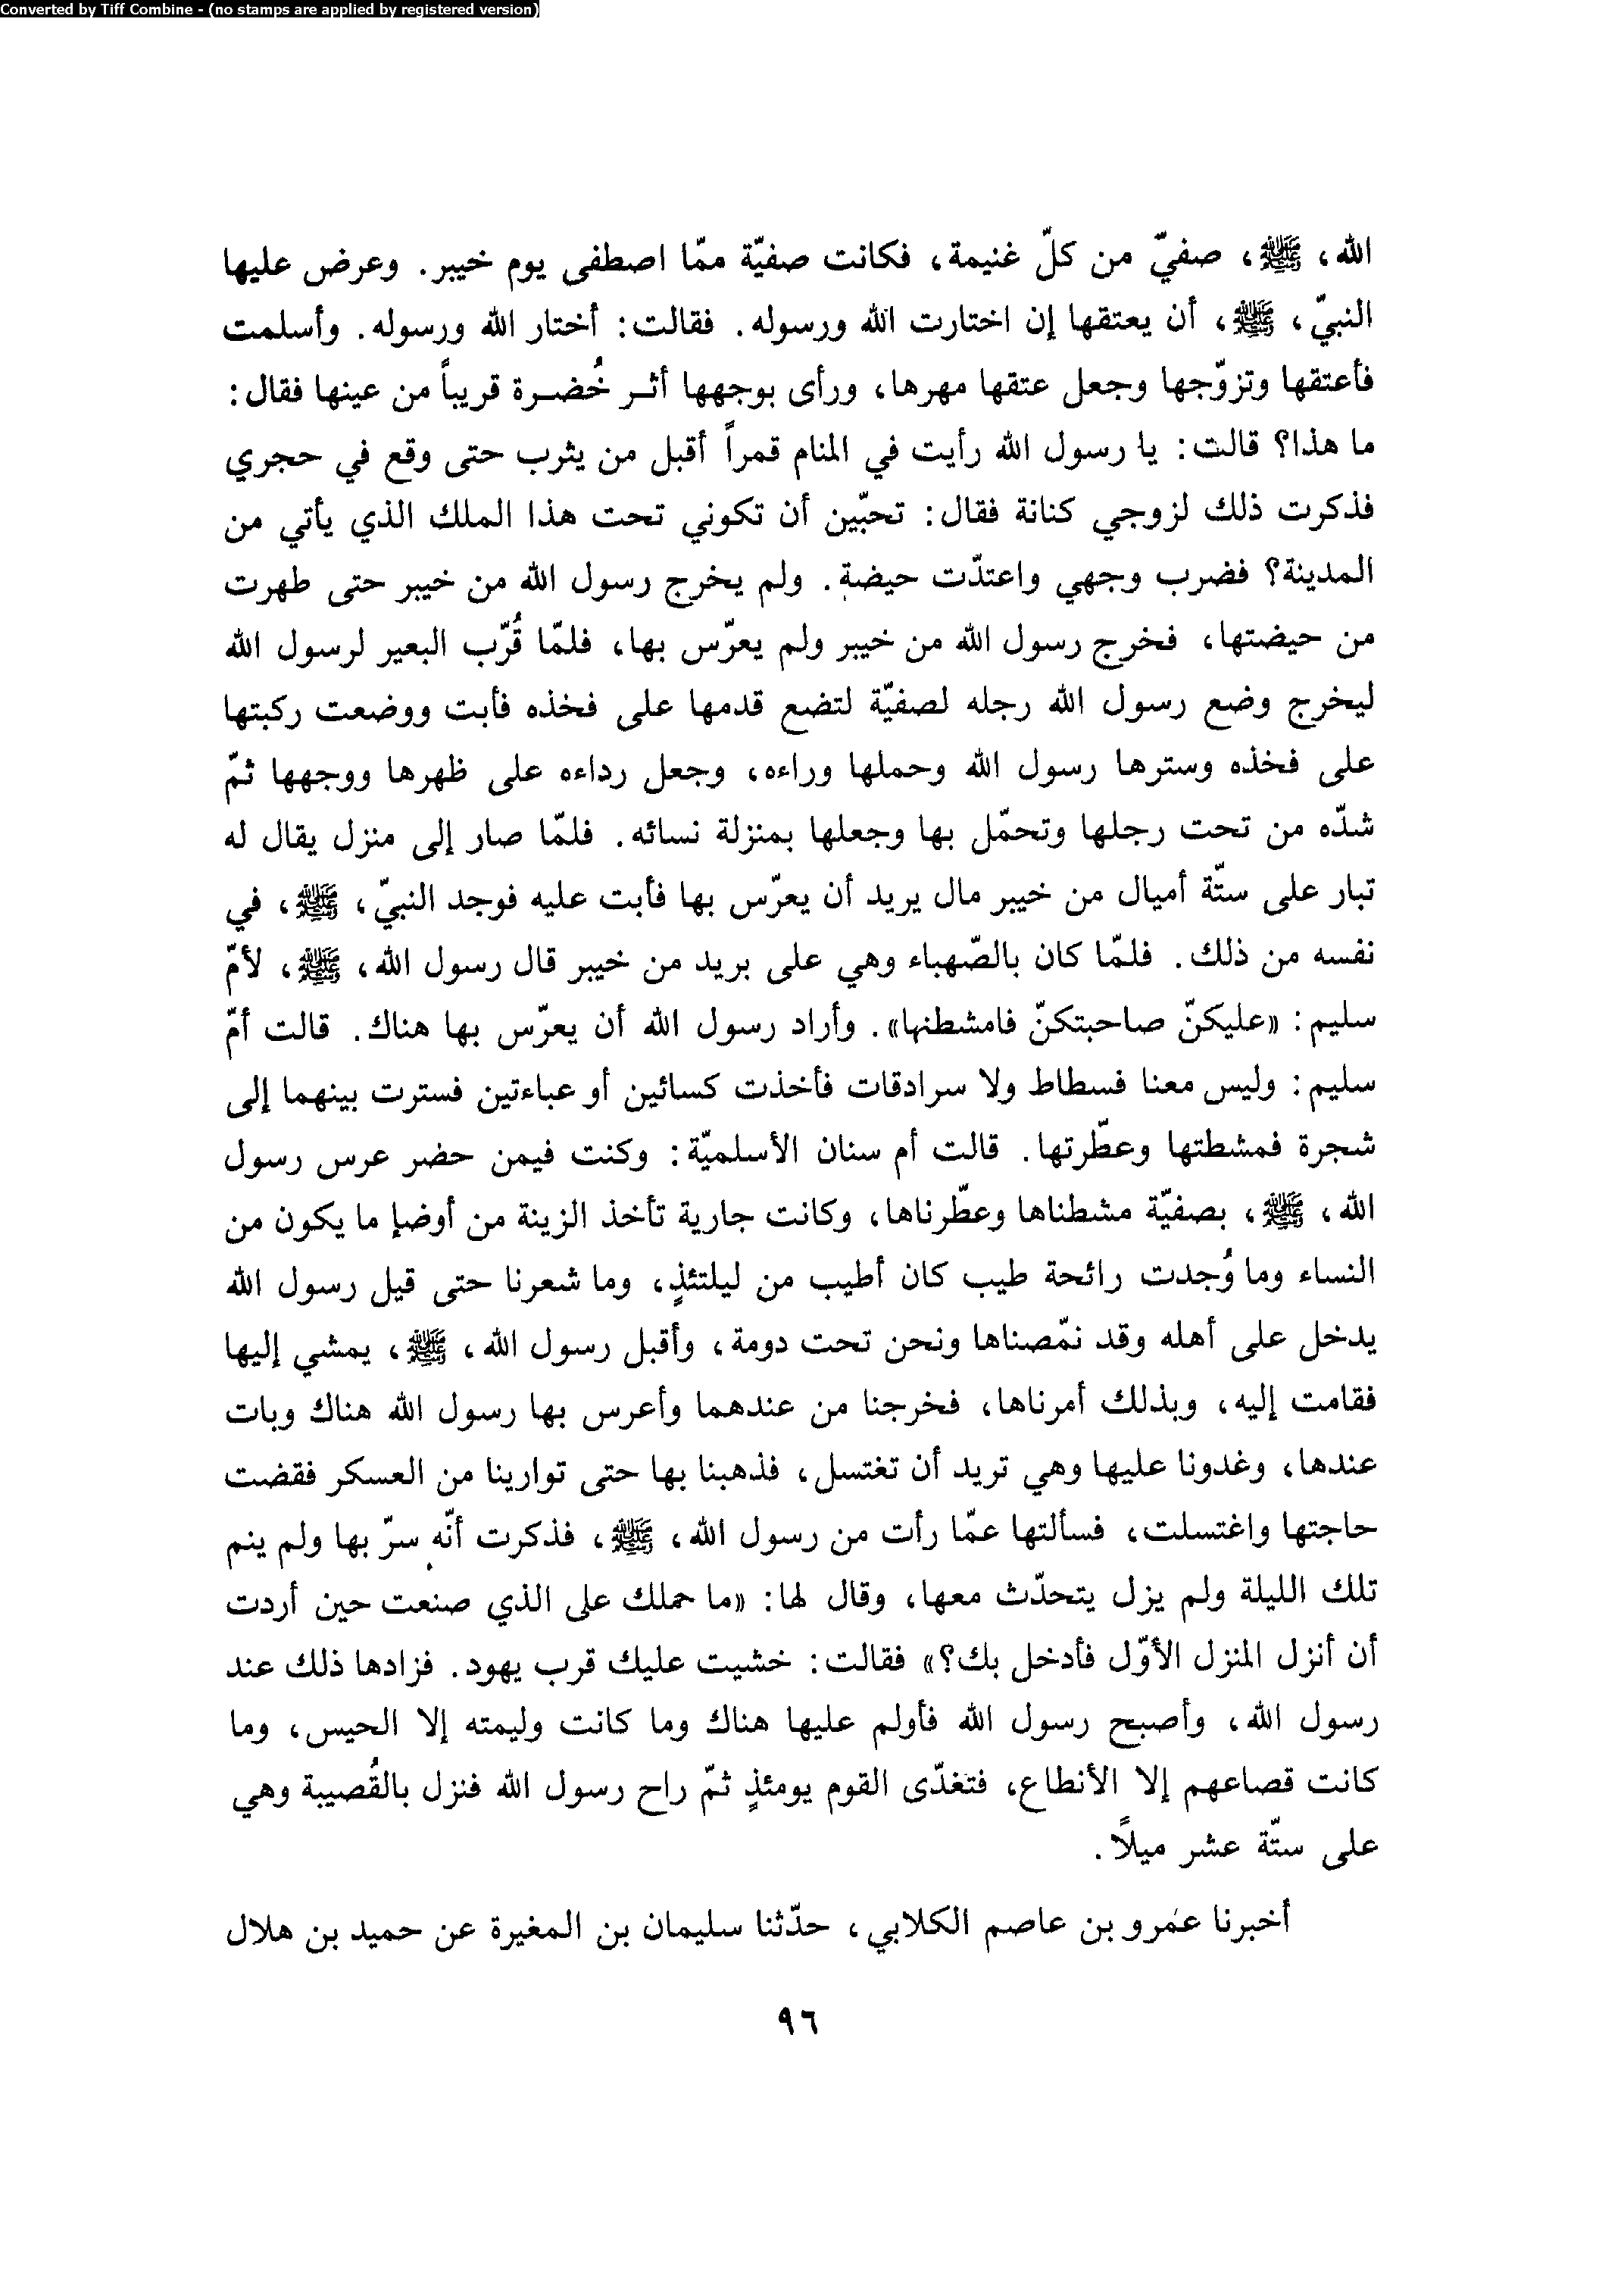 Converted by Tiff Combine - (no stamps are applied by registered version)
الله، ﷺ، صفيّ من كلّ غنيمة، فكانت صفيّة ممّا اصطفى يوم خيبر. وعرض عليها
النبيّ، ﷺ، أن يعتقها إن اختارت الله ورسوله. فقالت: أختار الله ورسوله. وأسلمت
فأعتقها وتزوّجها وجعل عتقها مهرها، ورأى بوجهها أثر خُضرة قريباً من عينها فقال:
ما هذا؟ قالت: يا رسول الله رأيت في المنام قمراً أقبل من يثرب حتى وقع في حجري
فذكرت ذلك لزوجي كنانة فقال: تحبّين أن تكوني تحت هذا الملك الذي يأتي من
المدينة؟ فضرب وجهي واعتدّت حيضة. ولم يخرج رسول الله من خيبر حتى طهرت
من حيضتها، فخرج رسول الله من خيبر ولم يعرّس بها، فلمّا قُرّب البعير لرسول الله
ليخرج وضع رسول الله رجله لصفيّة لتضع قدمها على فخذه فأبت ووضعت ركبتها
على فخذه وسترها رسول الله وحملها وراءه، وجعل رداءه على ظهرها ووجهها ثمّ
شدّه من تحت رجلها وتحمّل بها وجعلها بمنزلة نسائه. فلمّا صار إلى منزل يقال له
تبار على ستّة أميال من خيبر مال يريد أن يعرّس بها فأبت عليه فوجد النبيّ، ﷺ، في
نفسه من ذلك. فلمّا كان بالصّهباء وهي على بريد من خيبر قال رسول الله، ﷺ، لأمّ
سليم: «عليكنّ صاحبتكنّ فامشطنها». وأراد رسول الله أن يعرّس بها هناك. قالت أمّ
سليم: وليس معنا فسطاط ولا سرادقات فأخذت كسائين أو عباءتين فسترت بينهما إلى
شجرة فمشطتها وعطّرتها. قالت أم سنان الأسلميّة: وكنت فيمن حضر عرس رسول
الله، ﷺ، بصفيّة مشطناها وعطّرناها، وكانت جارية تأخذ الزينة من أوضإ ما يكون من
النساء وما وُجدت رائحة طيب كان أطيب من ليلتئذٍ، وما شعرنا حتى قيل رسول الله
يدخل على أهله وقد نمّصناها ونحن تحت دومة، وأقبل رسول الله، ﷺ، يمشي إليها
فقامت إليه، وبذلك أمرناها، فخرجنا من عندهما وأعرس بها رسول الله هناك وبات
عندها، وغدونا عليها وهي تريد أن تغتسل، فذهبنا بها حتى توارينا من العسكر فقضت
حاجتها واغتسلت، فسألتها عمّا رأت من رسول الله، ﷺ، فذكرت أنّه سرّ بها ولم ينم
تلك الليلة ولم يزل يتحدّث معها، وقال لها: «ما حملك على الذي صنعت حين أردت
أن أنزل المنزل الأوّل فأدخل بك؟» فقالت: خشيت عليك قرب يهود. فزادها ذلك عند
رسول الله، وأصبح رسول الله فأولم عليها هناك وما كانت وليمته إلا الحيس، وما
كانت قصاعهم إلا الأنطاع، فتغدّى القوم يومئذٍ ثمّ راح رسول الله فنزل بالقُصيبة وهي
على ستّة عشر ميلاً.
أخبرنا عمرو بن عاصم الكلابي، حدّثنا سليمان بن المغيرة عن حميد بن هلال
٩٦